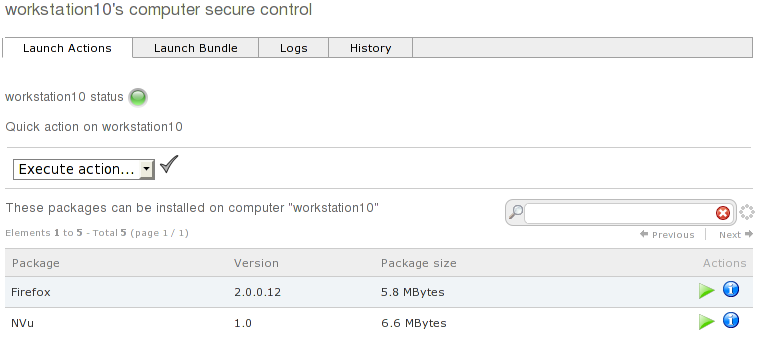 workstation10's computer secure control
Launch Actions Launch Bundle Logs History
workstation10 status
Quick action on workstation10
Execute action...
These packages can be installed on computer "workstation10"
Elements 1 to 5 - Total 5 (page 1 / 1) Previous | Next
Package Version Package size Actions
Firefox 2.0.0.12 5.8 MBytes
NVu 1.0 6.6 MBytes